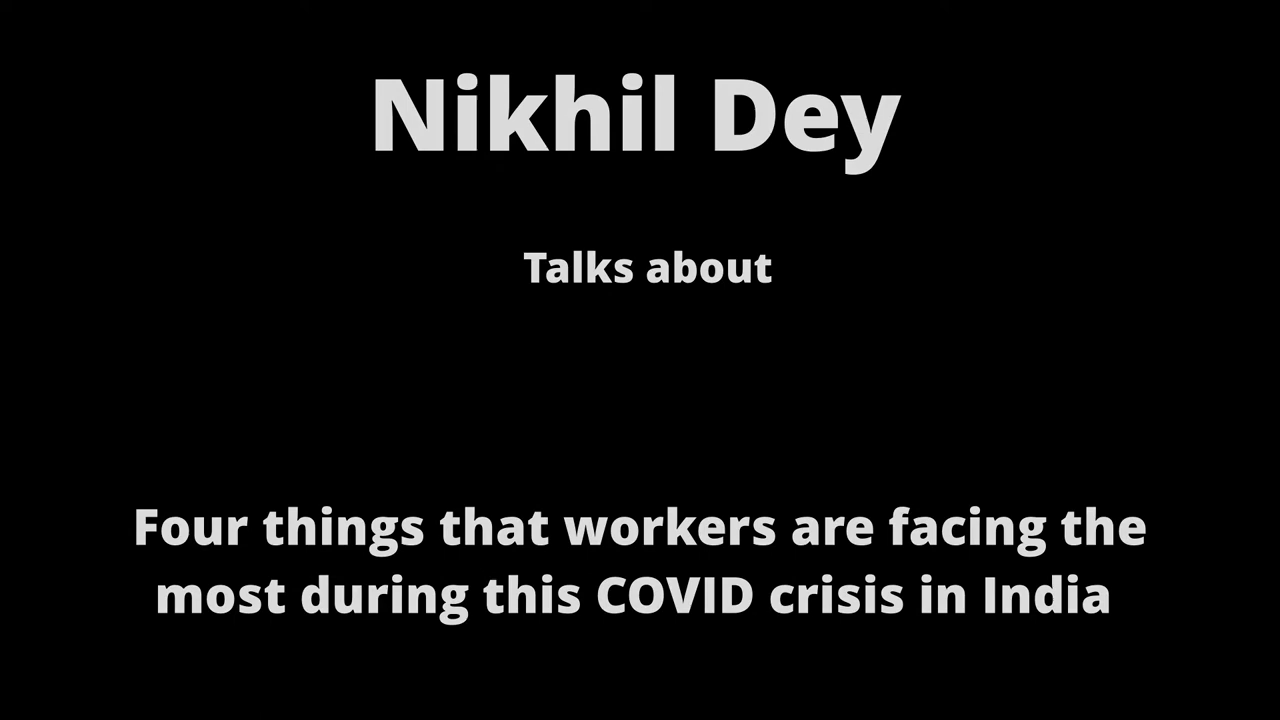 Nikhil Dey
Talks about
Four things that workers are facing the
most during this COVID crisis in India